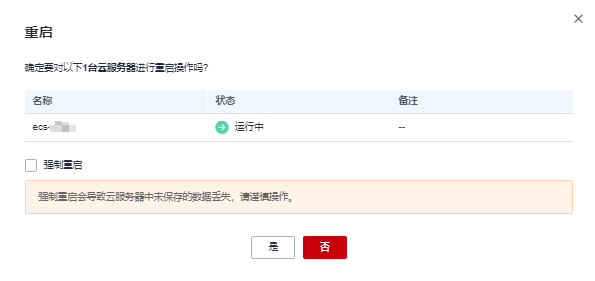 重启
确定要对以下1台云服务器进行重启操作吗?
名称 状态 备注
ecs- 运行中 --
强制重启
强制重启会导致云服务器中未保存的数据丢失，请谨慎操作。
是 否